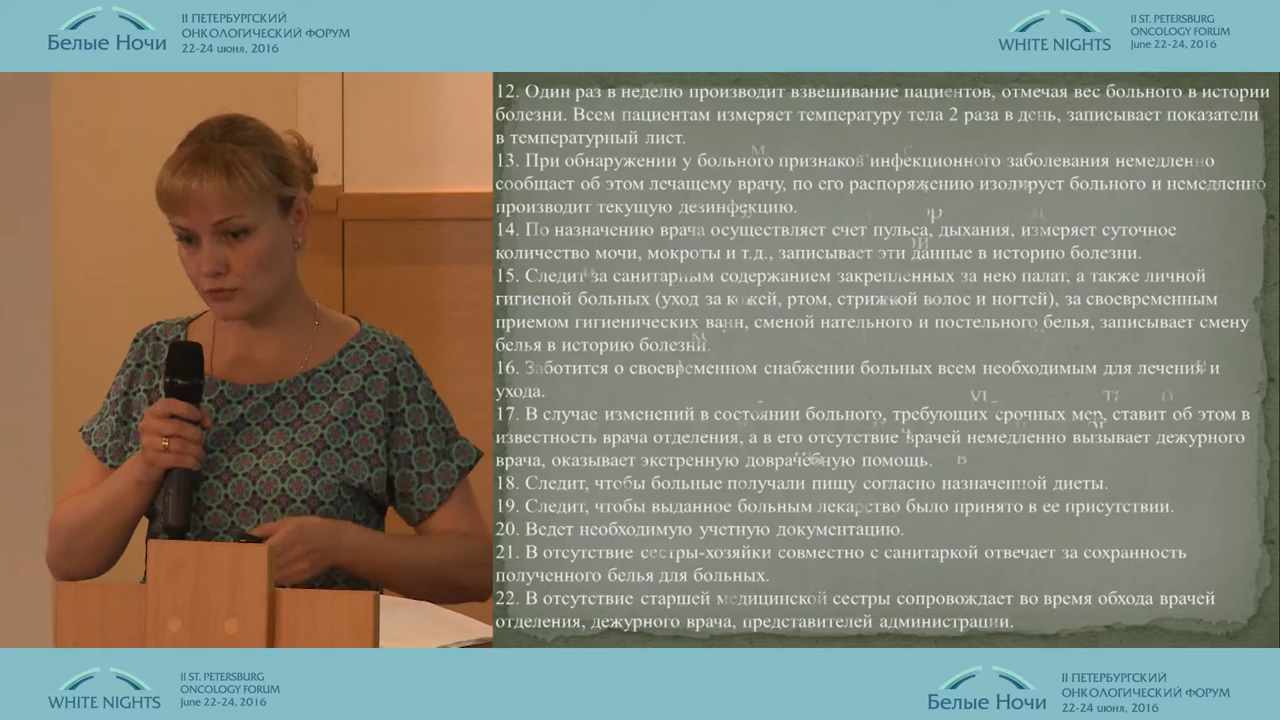 Белые Ночи
II ПЕТЕРБУРГСКИЙ
ОНКОЛОГИЧЕСКИЙ ФОРУМ
22-24 июня, 2016
WHITE NIGHTS
II ST. PETERSBURG
ONCOLOGY FORUM
June 22-24, 2016
12. Один раз в неделю производит взвешивание пациентов, отмечая вес больного в истории
болезни. Всем пациентам измеряет температуру тела 2 раза в день, записывает показатели
в температурный лист.
13. При обнаружении у больного признаков инфекционного заболевания немедленно
сообщает об этом лечащему врачу, по его распоряжению изолирует больного и немедленно
производит текущую дезинфекцию.
14. По назначению врача осуществляет счет пульса, дыхания, измеряет суточное
количество мочи, мокроты и т.д., записывает эти данные в историю болезни.
15. Следит за санитарным содержанием закрепленных за нею палат, а также личной
гигиеной больных (уход за кожей, ртом, стрижкой волос и ногтей), за своевременным
приемом гигиенических ванн, сменой нательного и постельного белья, записывает смену
белья в историю болезни.
16. Заботится о своевременном снабжении больных всем необходимым для лечения и
ухода.
17. В случае изменений в состоянии больного, требующих срочных мер, ставит об этом в
известность врача отделения, а в его отсутствие врачей немедленно вызывает дежурного
врача, оказывает экстренную доврачебную помощь.
18. Следит, чтобы больные получали пищу согласно назначенной диеты.
19. Следит, чтобы выданное больным лекарство было принято в ее присутствии.
20. Ведет необходимую учетную документацию.
21. В отсутствие сестры-хозяйки совместно с санитаркой отвечает за сохранность
полученного белья для больных.
22. В отсутствие старшей медицинской сестры сопровождает во время обхода врачей
отделения, дежурного врача, представителей администрации.
WHITE NIGHTS
II ST. PETERSBURG
ONCOLOGY FORUM
June 22-24, 2016
Белые Ночи
II ПЕТЕРБУРГСКИЙ
ОНКОЛОГИЧЕСКИЙ ФОРУМ
22-24 июня, 2016